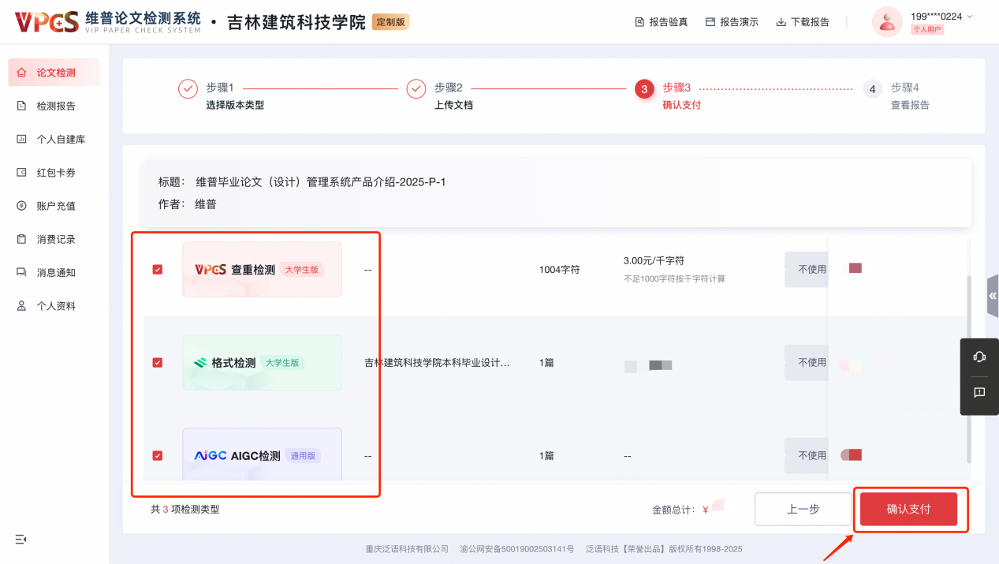 VPCS 维普论文检测系统 • 吉林建筑科技学院 定制版
VIP PAPER CHECK SYSTEM
报告验真 报告演示 下载报告
199****0224
个人用户
论文检测
检测报告
个人自建库
红包卡券
账户充值
消费记录
消息通知
个人资料
步骤1
选择版本类型
步骤2
上传文档
3 步骤3
确认支付
4 步骤4
查看报告
标题： 维普毕业论文（设计）管理系统产品介绍-2025-P-1
作者： 维普
VPCS 查重检测 大学生版 -- 1004字符 3.00元/千字符 不使用
不足1000字符按千字符计算
格式检测 大学生版 吉林建筑科技学院本科毕业设计... 1篇 不使用
AIGC AIGC检测 通用版 -- 1篇 -- 不使用
共 3 项检测类型
金额总计： ¥
上一步
确认支付
重庆泛语科技有限公司 渝公网安备50019002503141号 泛语科技【荣誉出品】版权所有1998-2025